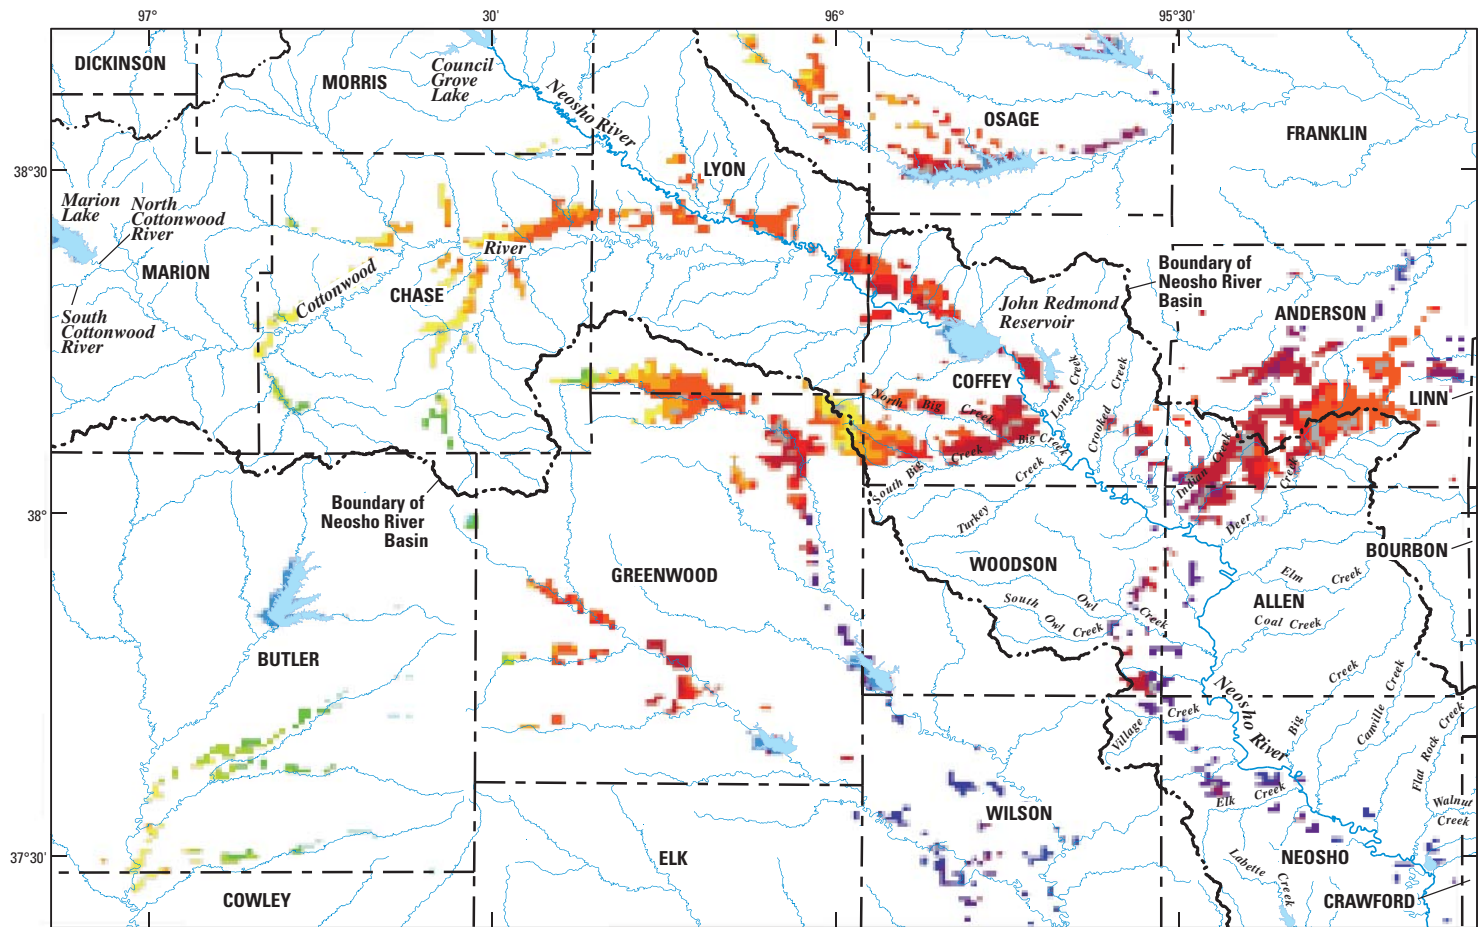 97°
30'
96°
95°30'
DICKINSON
MORRIS
Council
Grove
Lake
Neosho River
OSAGE
FRANKLIN
38°30
LYON
Marion
Lake
North
Cottonwood
River
MARION
River
Cottonwood
CHASE
South
Cottonwood
River
Boundary of
Neosho River
Basin
John Redmond
Reservoir
ANDERSON
COFFEY
Long Creek
Crooked Creek
LINN
North Big Creek
Big Creek
South Big Creek
Indian Creek
Turkey Creek
Deer Creek
Boundary of
Neosho River
Basin
38°
GREENWOOD
WOODSON
BOURBON
Elm Creek
ALLEN
Coal Creek
Owl Creek
South Owl Creek
BUTLER
Neosho River
Village Creek
Big Creek
Canville Creek
Flat Rock Creek
Elk Creek
Walnut
Creek
WILSON
37°30'
ELK
NEOSHO
Labette Creek
COWLEY
CRAWFORD